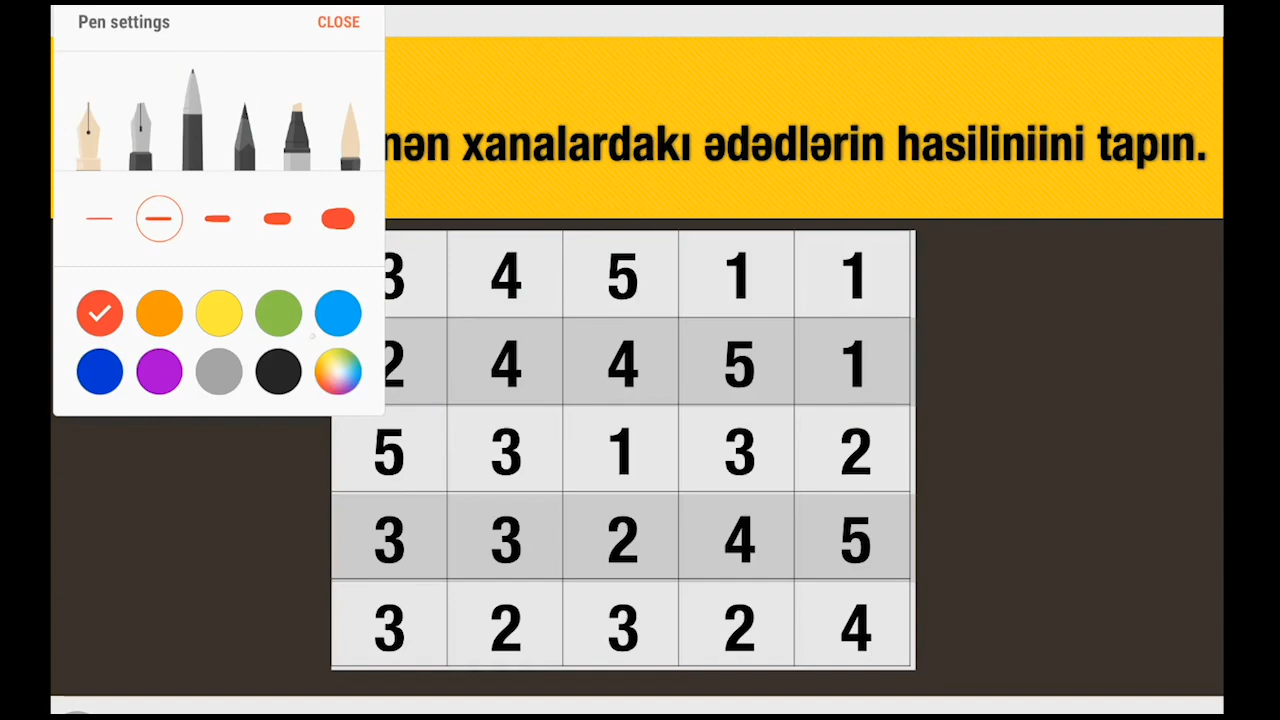 Pen settings CLOSE
xanalardakı ədədlərin hasiliniini tapın.
3 4 5 1 1
2 4 4 5 1
5 3 1 3 2
3 3 2 4 5
3 2 3 2 4